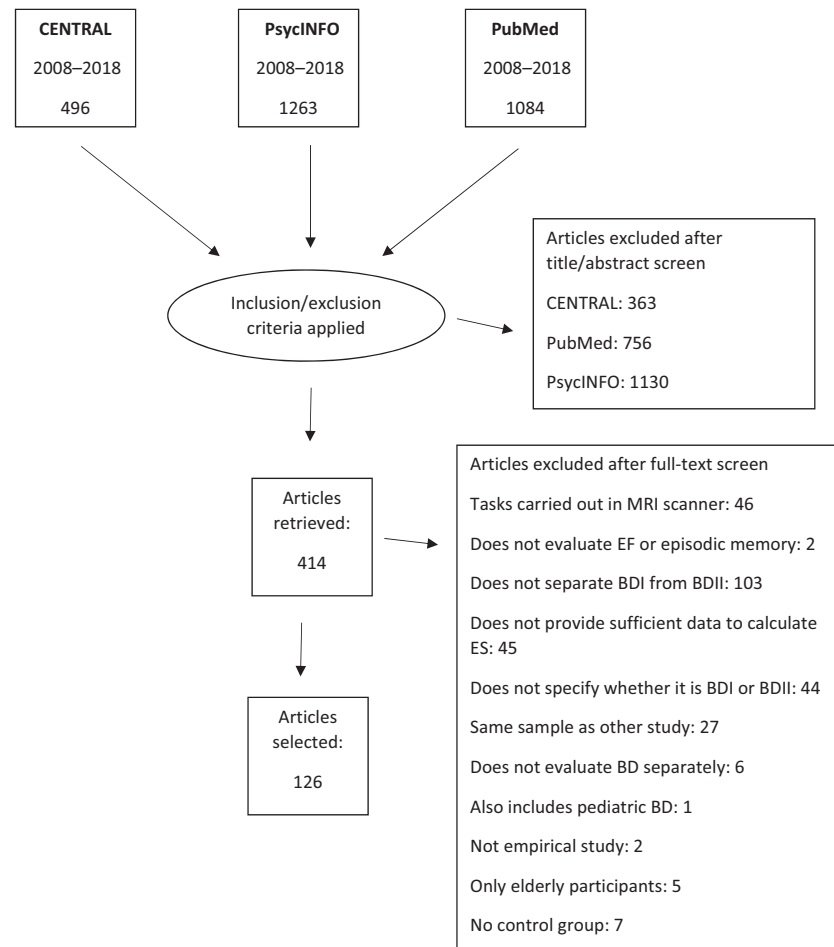 CENTRAL
2008–2018
496
PsycINFO
2008–2018
1263
PubMed
2008–2018
1084
Inclusion/exclusion
criteria applied
Articles excluded after
title/abstract screen
CENTRAL: 363
PubMed: 756
PsycINFO: 1130
Articles
retrieved:
414
Articles excluded after full-text screen
Tasks carried out in MRI scanner: 46
Does not evaluate EF or episodic memory: 2
Does not separate BDI from BDII: 103
Does not provide sufficient data to calculate
ES: 45
Does not specify whether it is BDI or BDII: 44
Same sample as other study: 27
Does not evaluate BD separately: 6
Also includes pediatric BD: 1
Not empirical study: 2
Only elderly participants: 5
No control group: 7
Articles
selected:
126